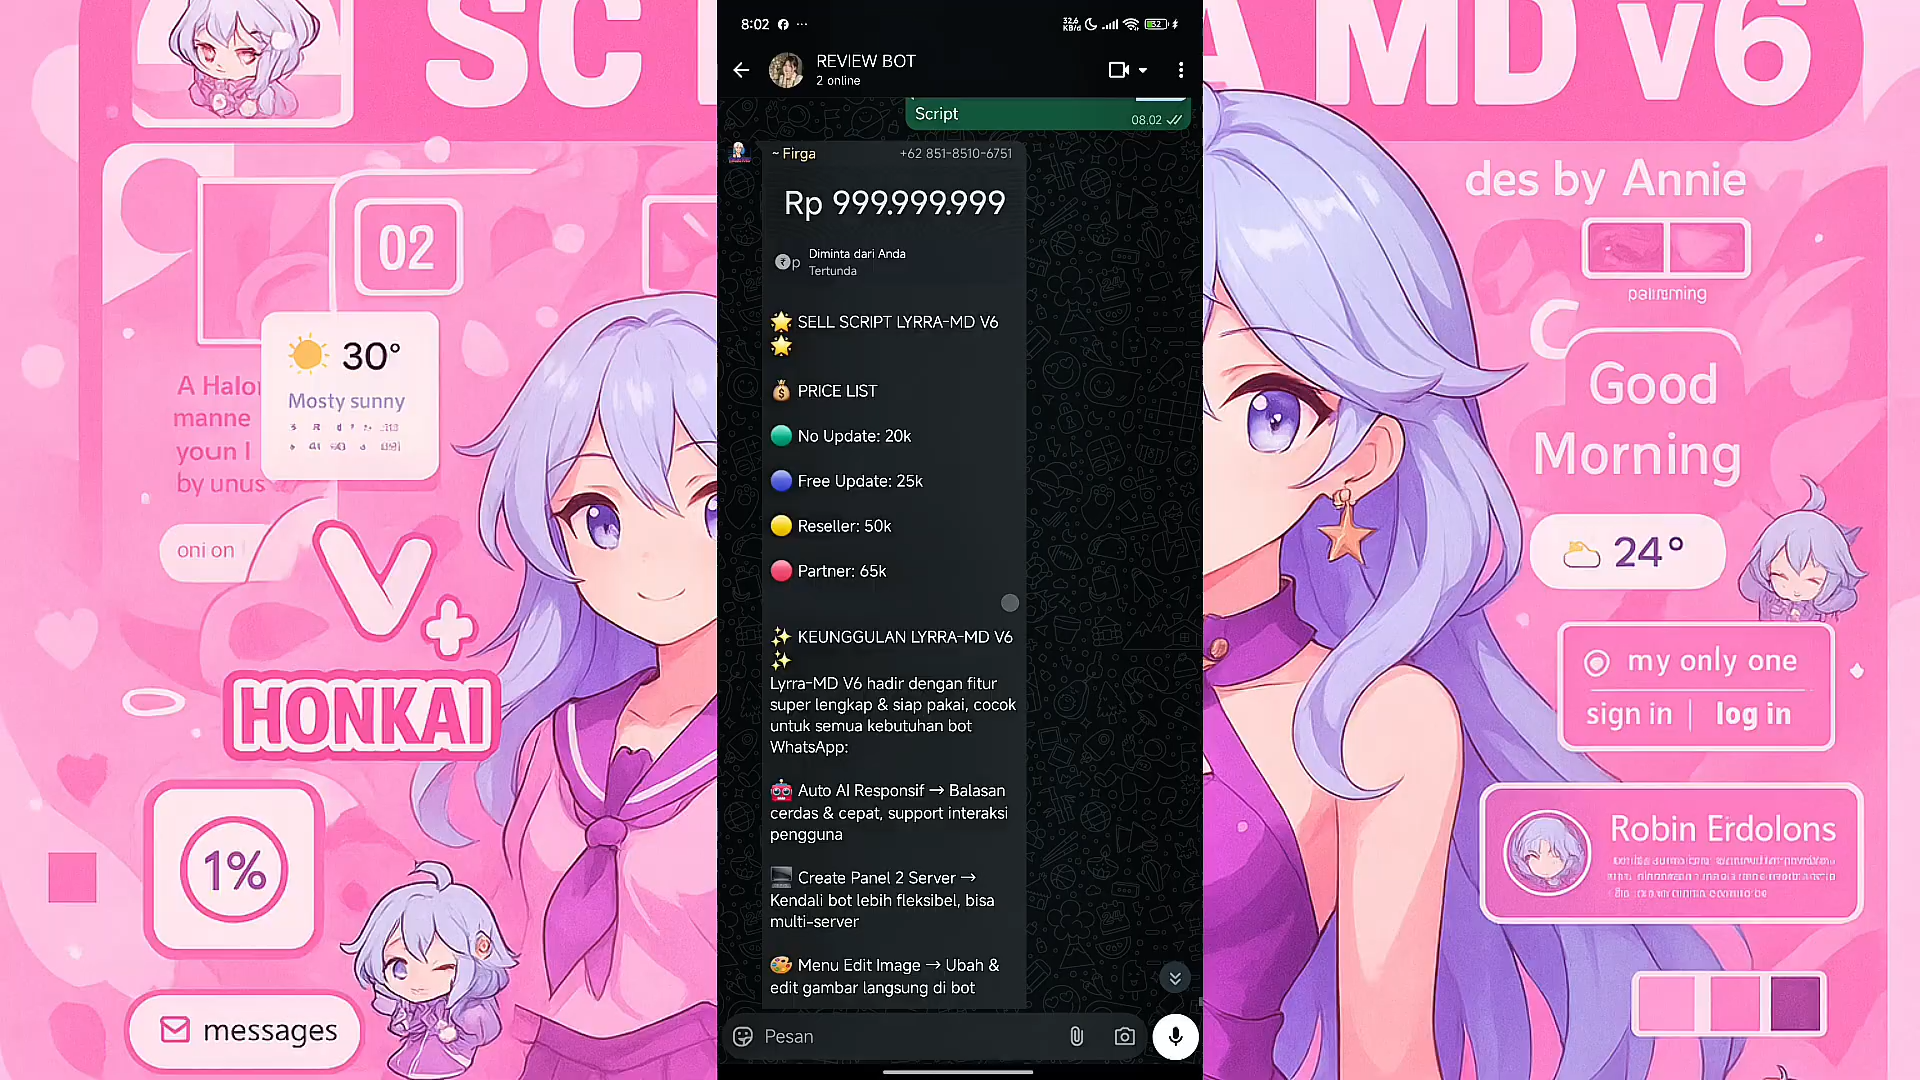 SC
A MD v6
des by Annie
02
palmming
30°
Mosty sunny
A Halor
manne
youn I
by unus
oni on
V+
HONKAI
1%
messages
8:02
32,6
KB/d
52
REVIEW BOT
2 online
Script
08.02
~ Firga
+62 851-8510-6751
Rp 999.999.999
Diminta dari Anda
Tertunda
🌟 SELL SCRIPT LYRRA-MD V6
🌟
💰 PRICE LIST
🟢 No Update: 20k
🔵 Free Update: 25k
🟡 Reseller: 50k
🔴 Partner: 65k
✨ KEUNGGULAN LYRRA-MD V6
✨
Lyrra-MD V6 hadir dengan fitur
super lengkap & siap pakai, cocok
untuk semua kebutuhan bot
WhatsApp:
🤖 Auto AI Responsif → Balasan
cerdas & cepat, support interaksi
pengguna
💻 Create Panel 2 Server →
Kendali bot lebih fleksibel, bisa
multi-server
🎨 Menu Edit Image → Ubah &
edit gambar langsung di bot
Pesan
Good
Morning
24°
my only one
sign in | log in
Robin Erdolons